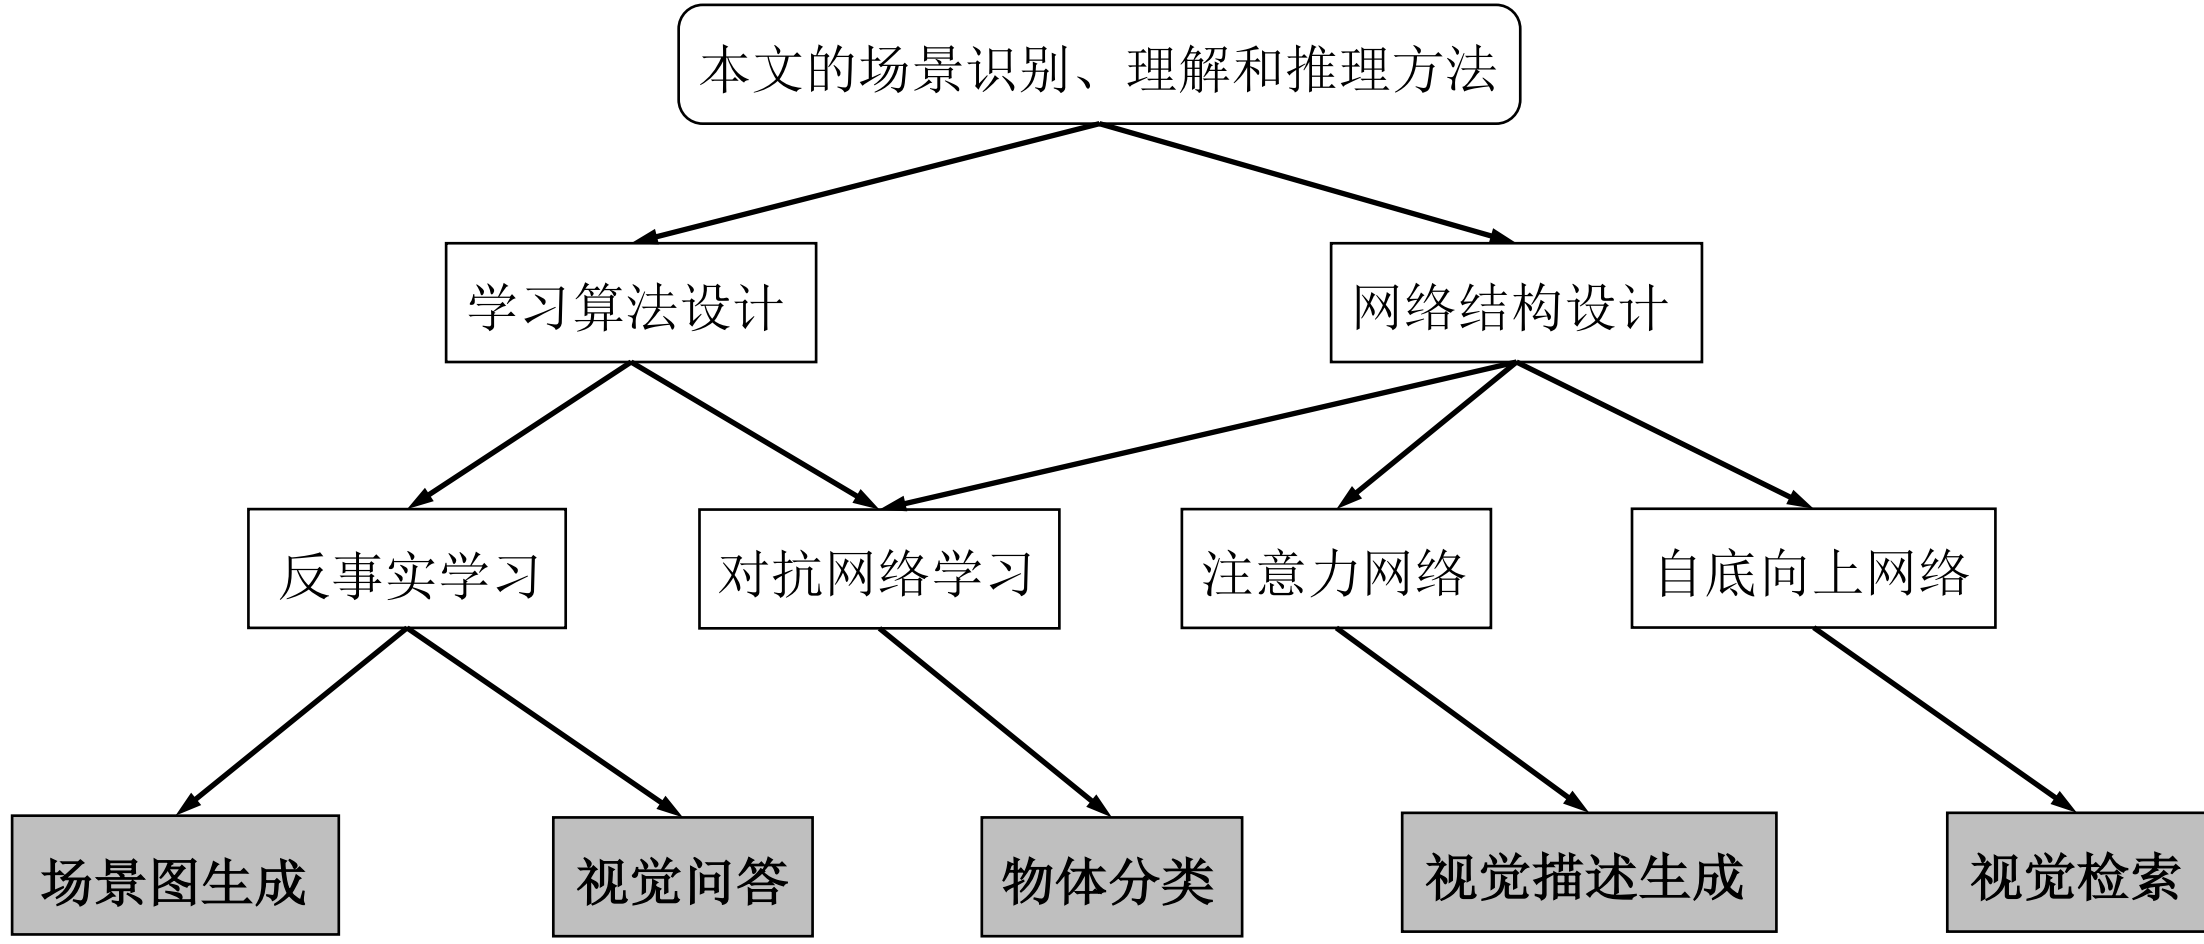 本文的场景识别、理解和推理方法
学习算法设计
网络结构设计
反事实学习
对抗网络学习
注意力网络
自底向上网络
场景图生成
视觉问答
物体分类
视觉描述生成
视觉检索